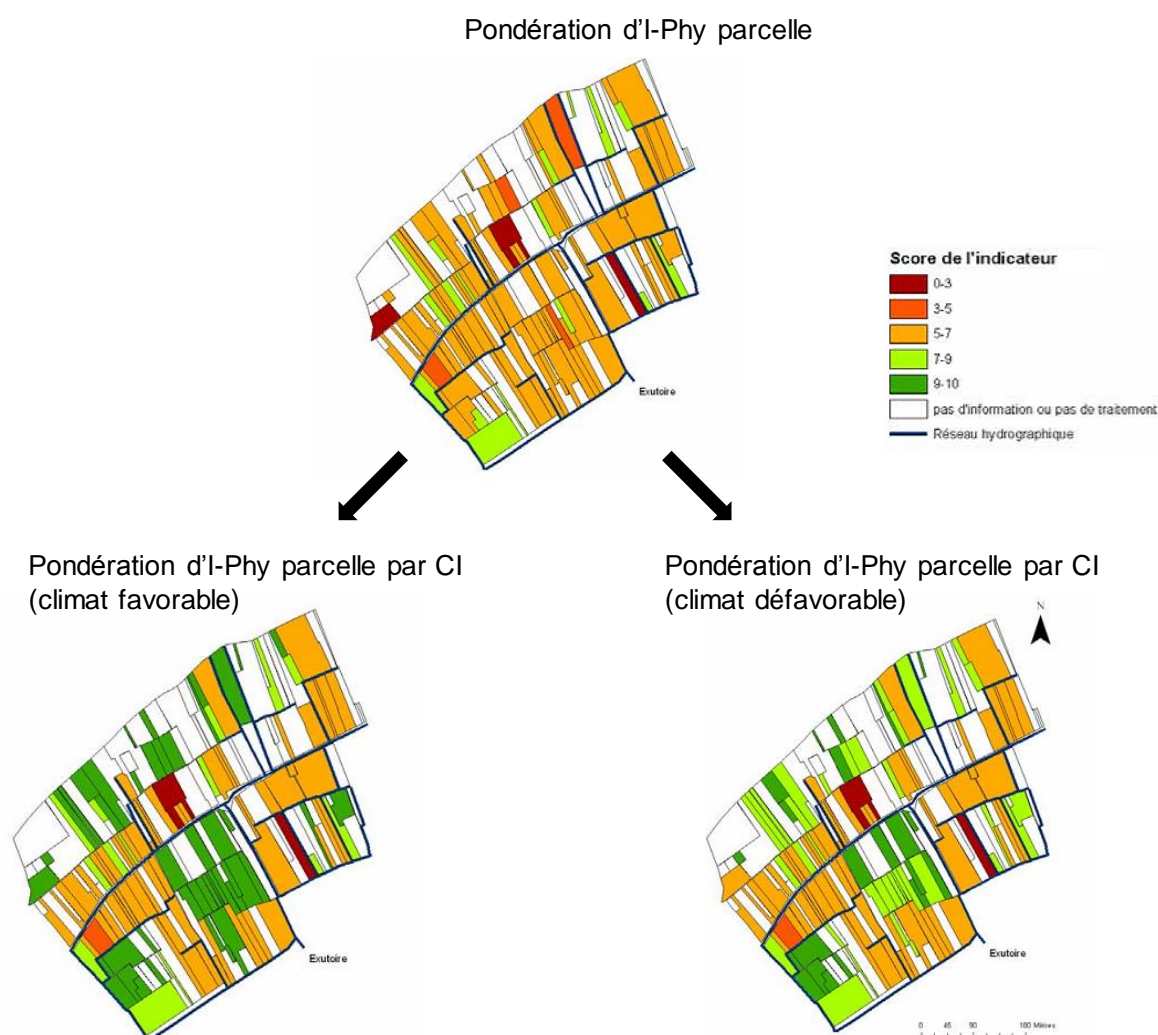 Pondération d'I-Phy parcelle
Score de l'indicateur
0-3
3-5
5-7
7-9
9-10
pas d'information ou pas de traitement
Réseau hydrographique
Exutoire
Pondération d'I-Phy parcelle par CI
(climat favorable)
Pondération d'I-Phy parcelle par CI
(climat défavorable)
N
Exutoire
Exutoire
0 45 90 180 Mètres